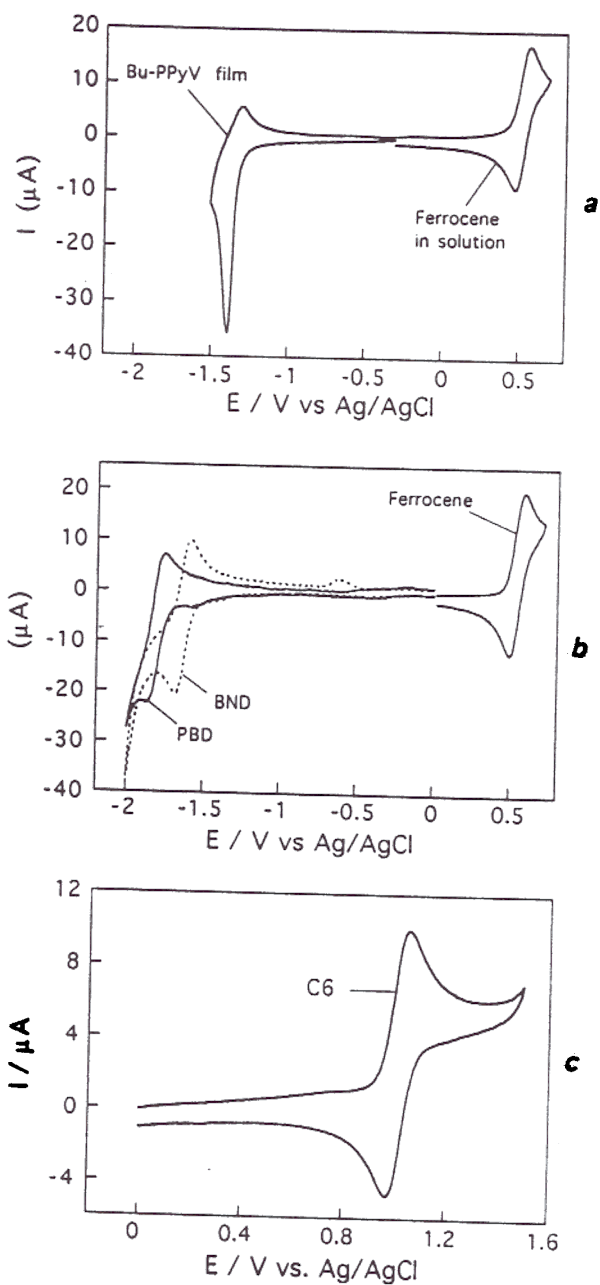 20
10
0
-10
-20
-30
-40
I (μA)
Bu-PPyV film
Ferrocene
in solution
a
-2 -1.5 -1 -0.5 0 0.5
E / V vs Ag/AgCl
20
10
0
-10
-20
-30
-40
(μA)
Ferrocene
BND
PBD
b
-2 -1.5 -1 -0.5 0 0.5
E / V vs Ag/AgCl
12
8
4
0
-4
I/μA
C6
c
0 0.4 0.8 1.2 1.6
E / V vs. Ag/AgCl